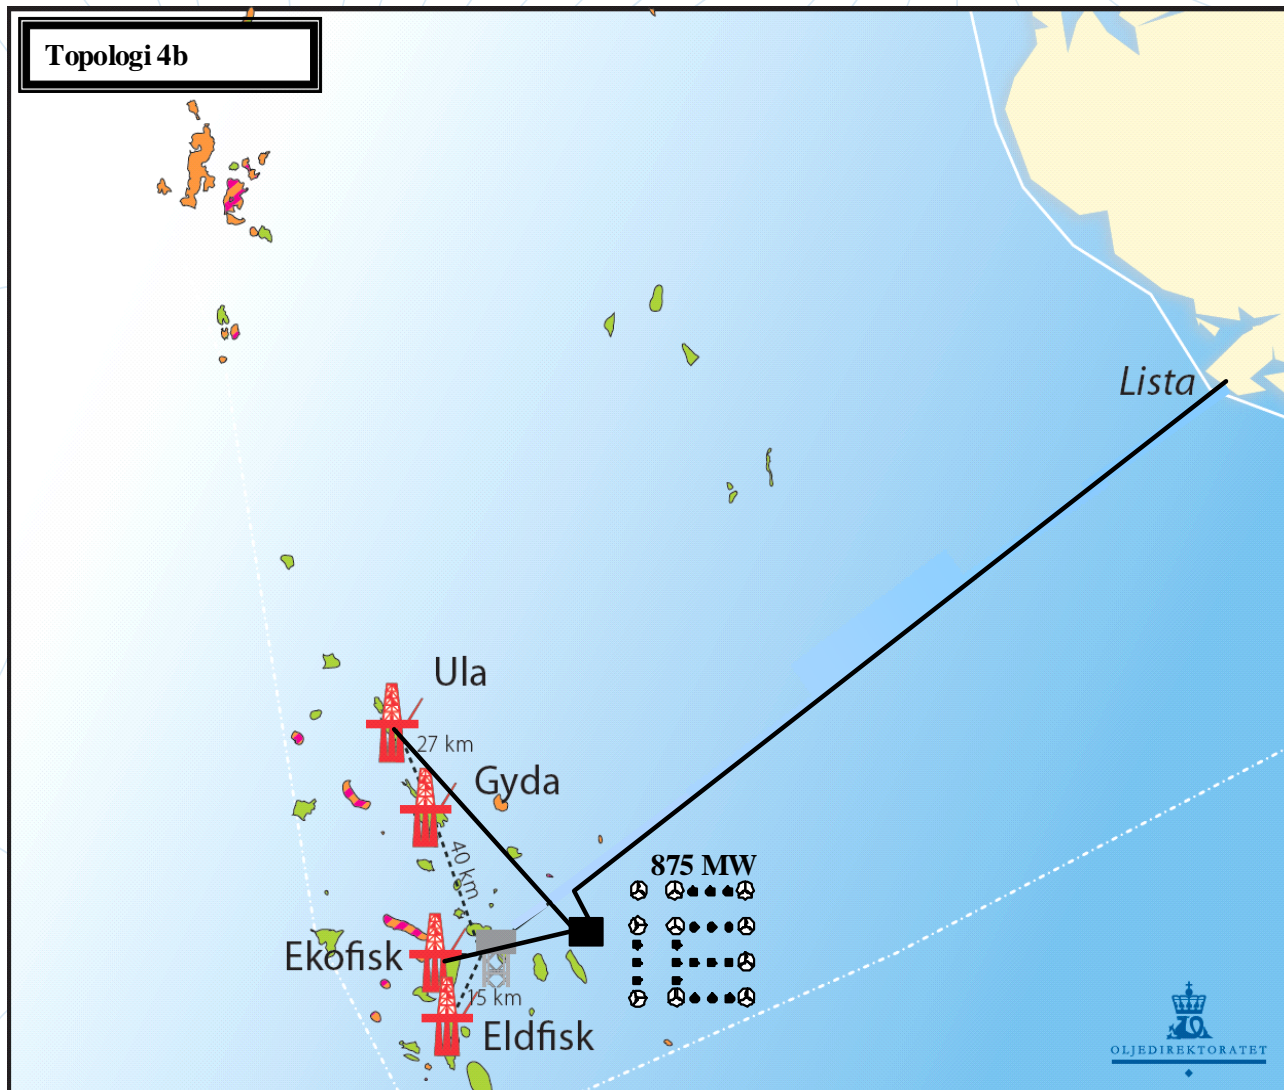 Topologi 4b
Lista
Ula
27 km
Gyda
40 km
875 MW
Ekofisk
15 km
Eldfisk
OLJEDIREKTORATET